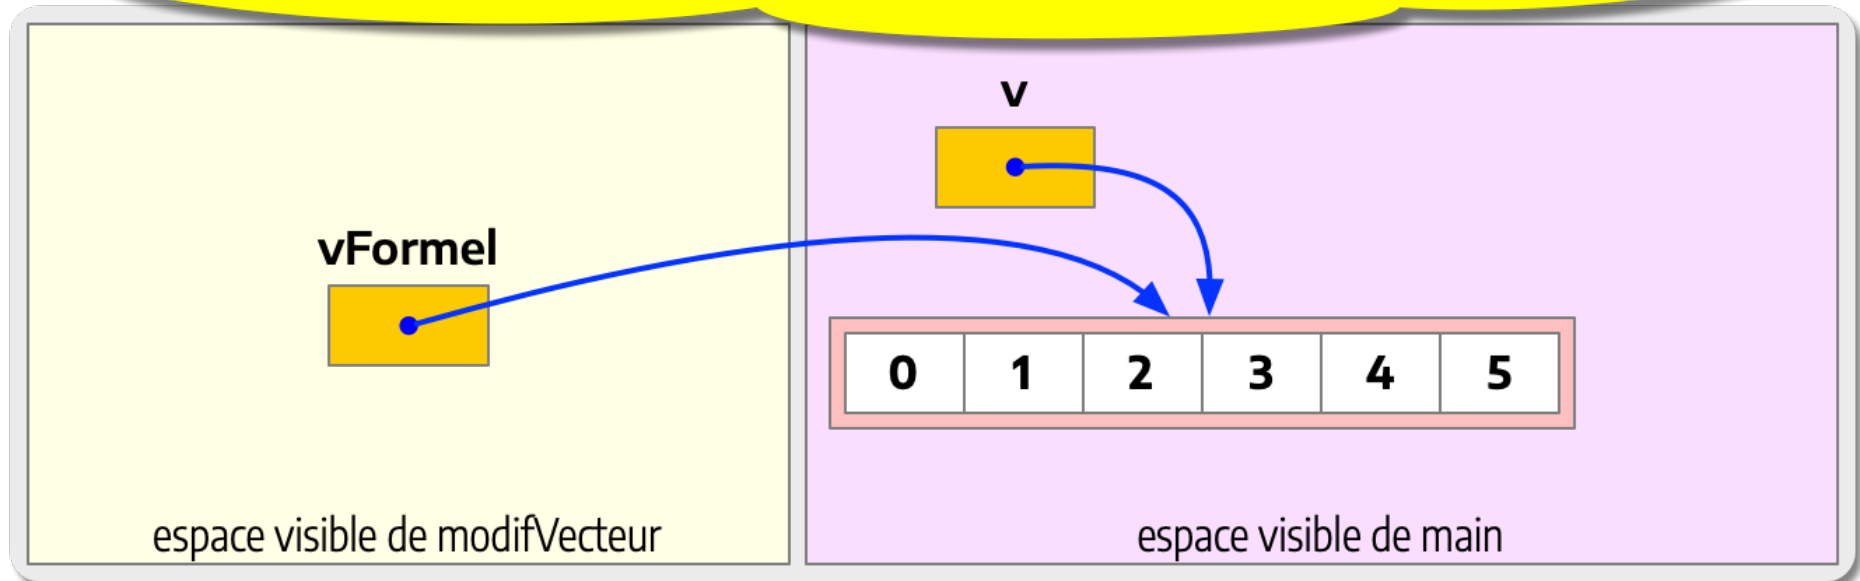 v
vFormel
0 1 2 3 4 5
espace visible de modifVecteur
espace visible de main